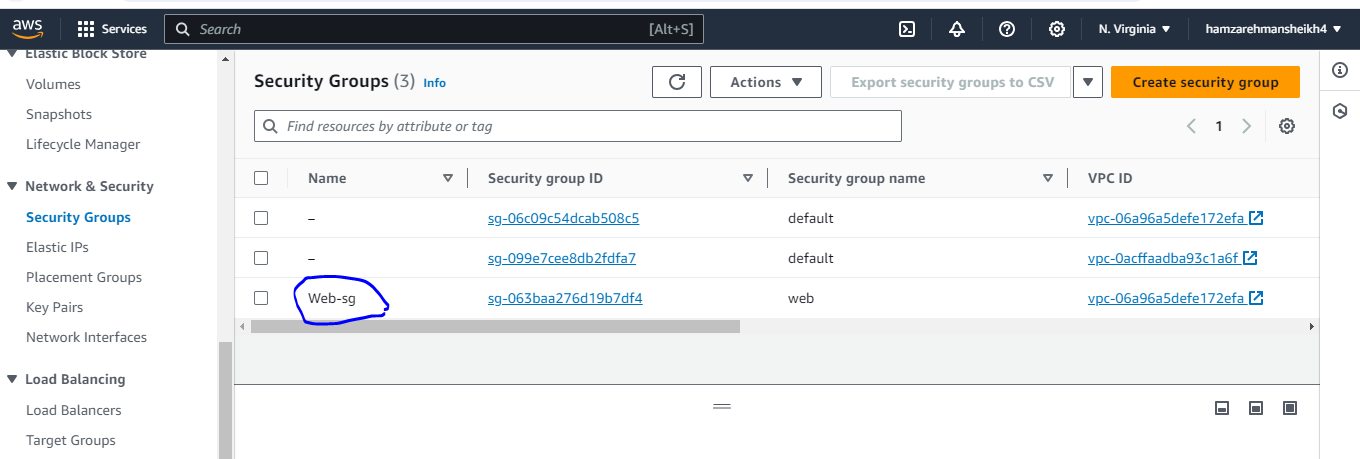 aws Services Search [Alt+S] N. Virginia hamzarehmansheikh4
Elastic Block Store
Volumes
Snapshots
Lifecycle Manager
Network & Security
Security Groups
Elastic IPs
Placement Groups
Key Pairs
Network Interfaces
Load Balancing
Load Balancers
Target Groups
Security Groups (3) Info Actions Export security groups to CSV Create security group
Find resources by attribute or tag 1
Name Security group ID Security group name VPC ID
– sg-06c09c54dcab508c5 default vpc-06a96a5defe172efa
– sg-099e7cee8db2fdfa7 default vpc-0acffaadba93c1a6f
Web-sg sg-063baa276d19b7df4 web vpc-06a96a5defe172efa